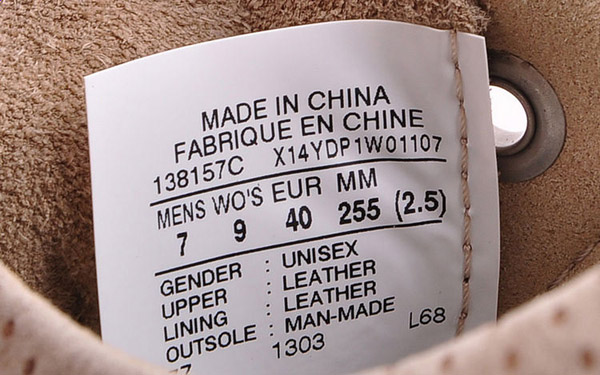 MADE IN CHINA
FABRIQUE EN CHINE
138157C X14YDP1W01107
MENS WO'S EUR MM
7 9 40 255 (2.5)
GENDER : UNISEX
UPPER : LEATHER
LINING : LEATHER
OUTSOLE : MAN-MADE L68
1303